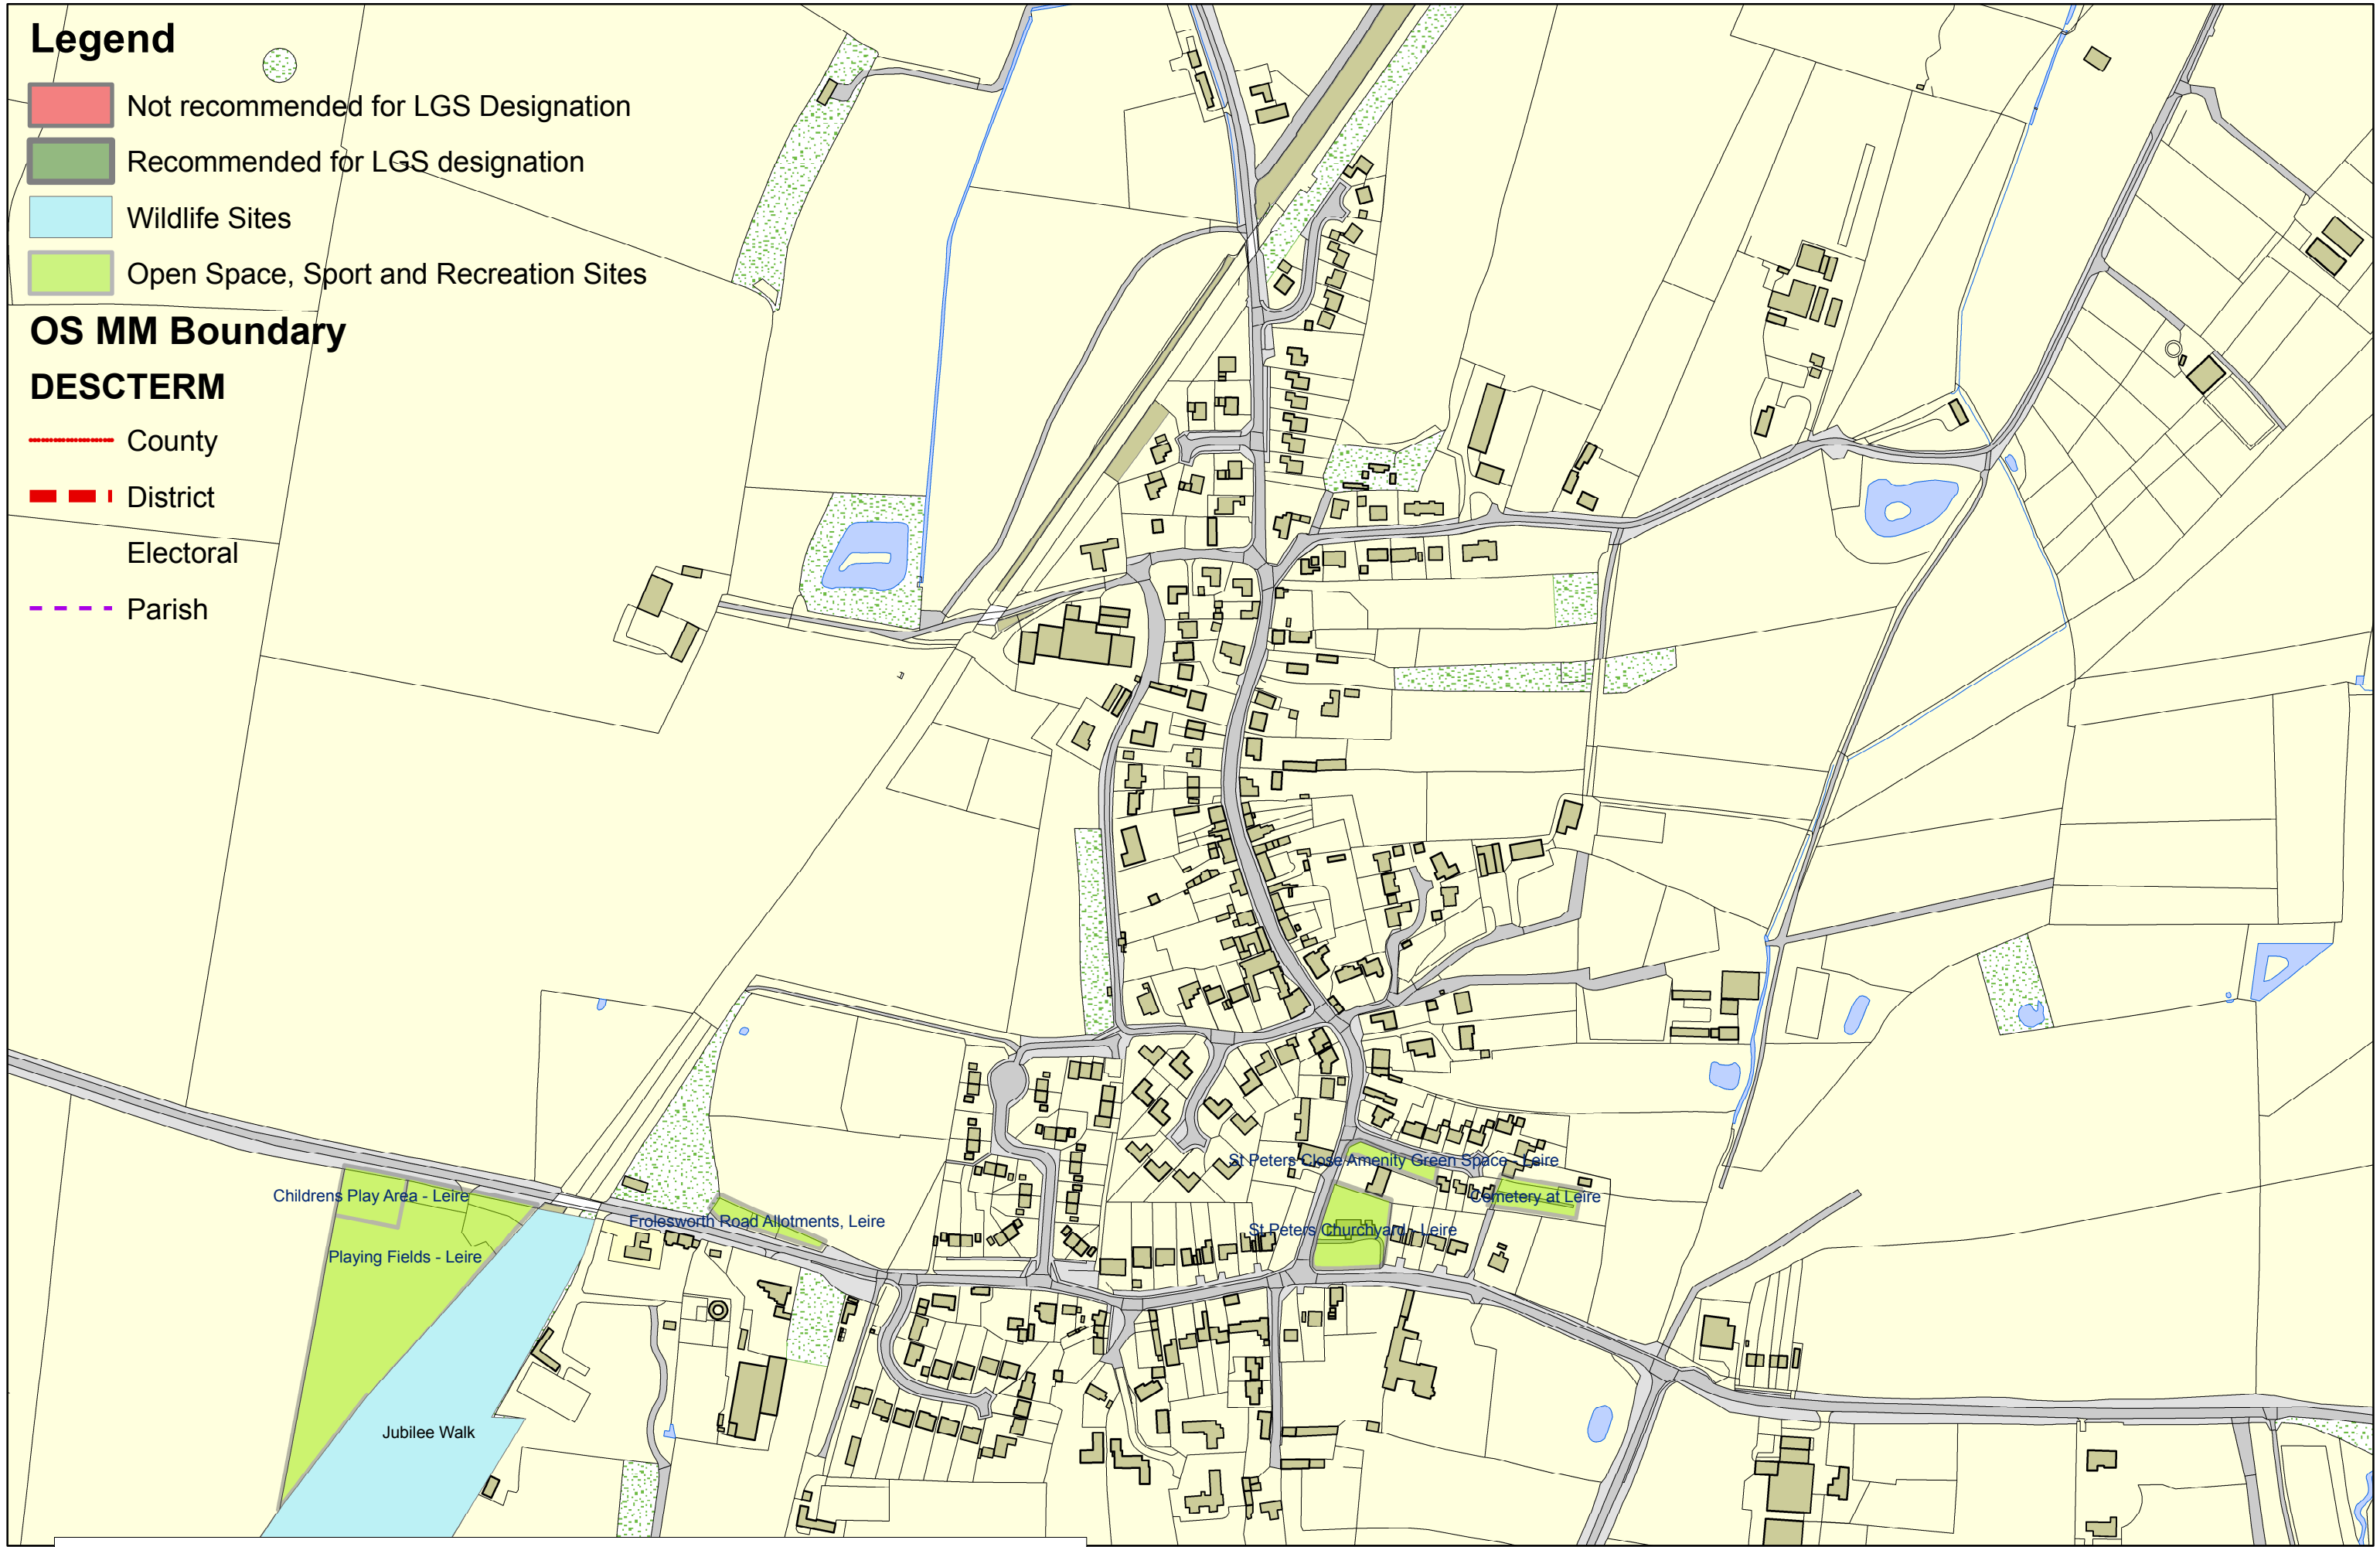 Legend
Not recommended for LGS Designation
Recommended for LGS designation
Wildlife Sites
Open Space, Sport and Recreation Sites
OS MM Boundary
DESCTERM
County
District
Electoral
Parish
St Peters Close Amenity Green Space - Leire
Childrens Play Area - Leire
Cemetery at Leire
Frolesworth Road Allotments, Leire
St Peters Churchyard - Leire
Playing Fields - Leire
Jubilee Walk